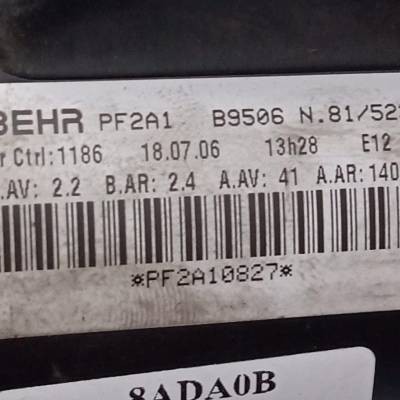 BEHR PF2A1 B9506 N.81/52
Ctrl:1186 18.07.06 13h28 E12
.AV: 2.2 B.AR: 2.4 A.AV: 41 A.AR:140
*PF2A10827*
8ADA0B